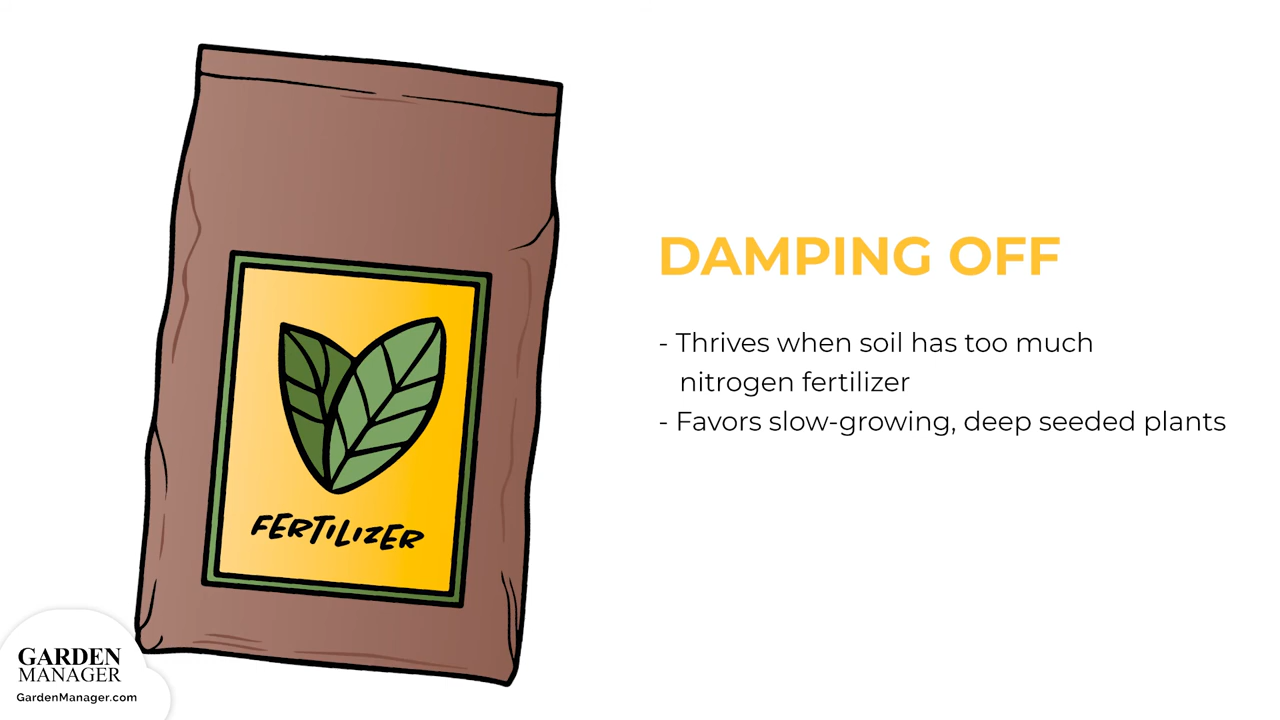 DAMPING OFF
- Thrives when soil has too much
nitrogen fertilizer
- Favors slow-growing, deep seeded plants
FERTILIZER
GARDEN
MANAGER
GardenManager.com